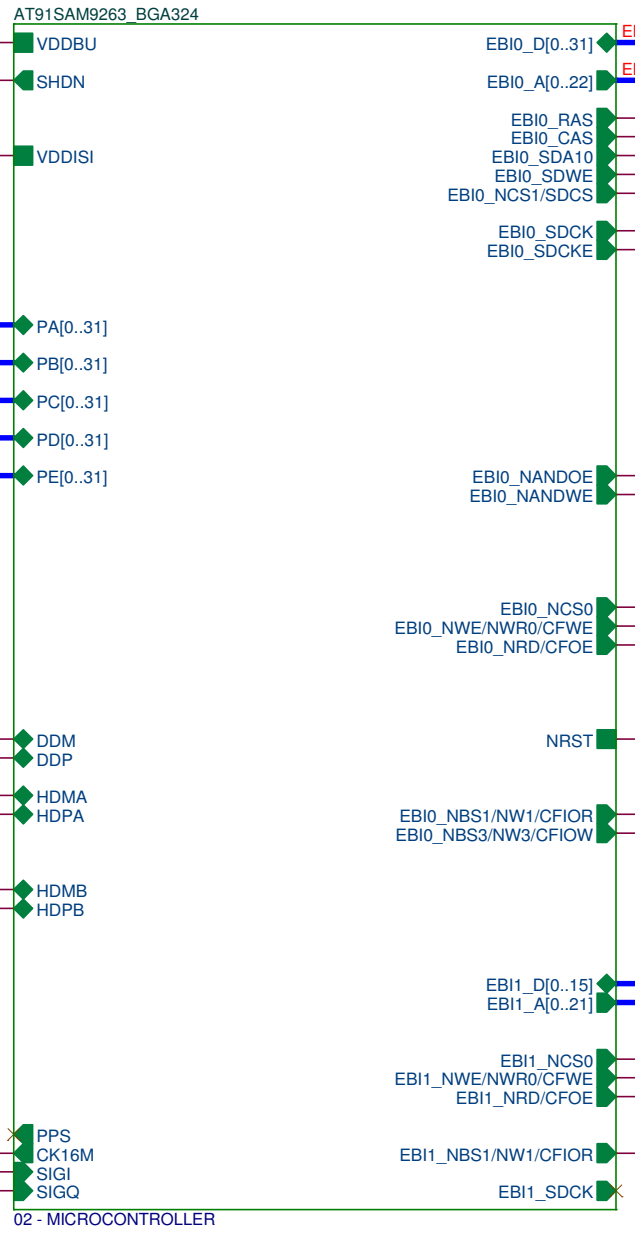 AT91SAM9263_BGA324
VDDBU
SHDN
VDDISI
PA[0..31]
PB[0..31]
PC[0..31]
PD[0..31]
PE[0..31]
DDM
DDP
HDMA
HDPA
HDMB
HDPB
PPS
CK16M
SIGI
SIGQ
EBI0_D[0..31]
EBI0_A[0..22]
EBI0_RAS
EBI0_CAS
EBI0_SDA10
EBI0_SDWE
EBI0_NCS1/SDCS
EBI0_SDCK
EBI0_SDCKE
EBI0_NANDOE
EBI0_NANDWE
EBI0_NCS0
EBI0_NWE/NWR0/CFWE
EBI0_NRD/CFOE
NRST
EBI0_NBS1/NW1/CFIOR
EBI0_NBS3/NW3/CFIOW
EBI1_D[0..15]
EBI1_A[0..21]
EBI1_NCS0
EBI1_NWE/NWR0/CFWE
EBI1_NRD/CFOE
EBI1_NBS1/NW1/CFIOR
EBI1_SDCK
02 - MICROCONTROLLER